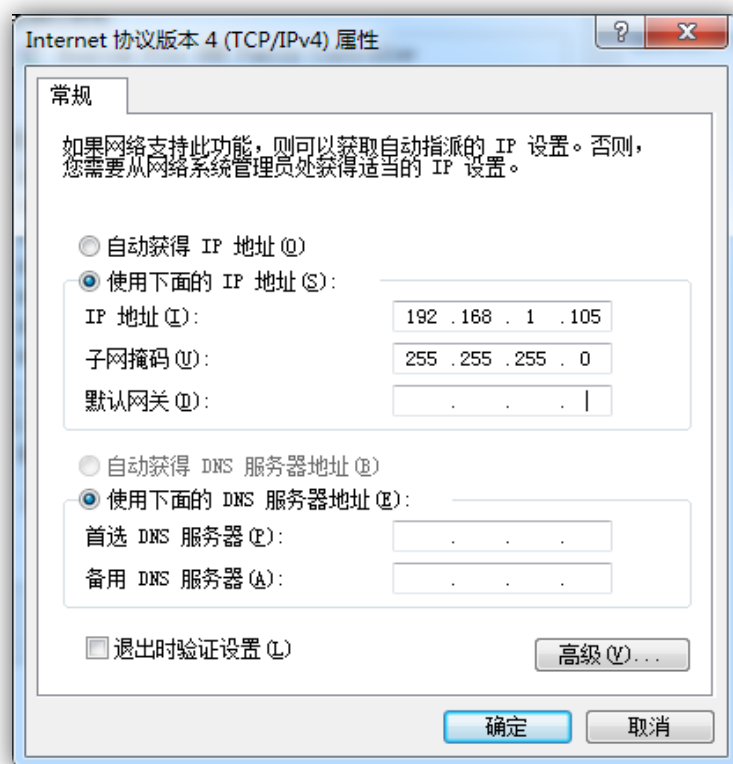 Internet 协议版本 4 (TCP/IPv4) 属性
常规
如果网络支持此功能，则可以获取自动指派的 IP 设置。否则，
您需要从网络系统管理员处获得适当的 IP 设置。
自动获得 IP 地址(O)
使用下面的 IP 地址(S):
IP 地址(I): 192 .168 . 1 .105
子网掩码(U): 255 .255 .255 . 0
默认网关(D): . . .
自动获得 DNS 服务器地址(B)
使用下面的 DNS 服务器地址(E):
首选 DNS 服务器(P): . . .
备用 DNS 服务器(A): . . .
退出时验证设置(L)
高级(V)...
确定 取消